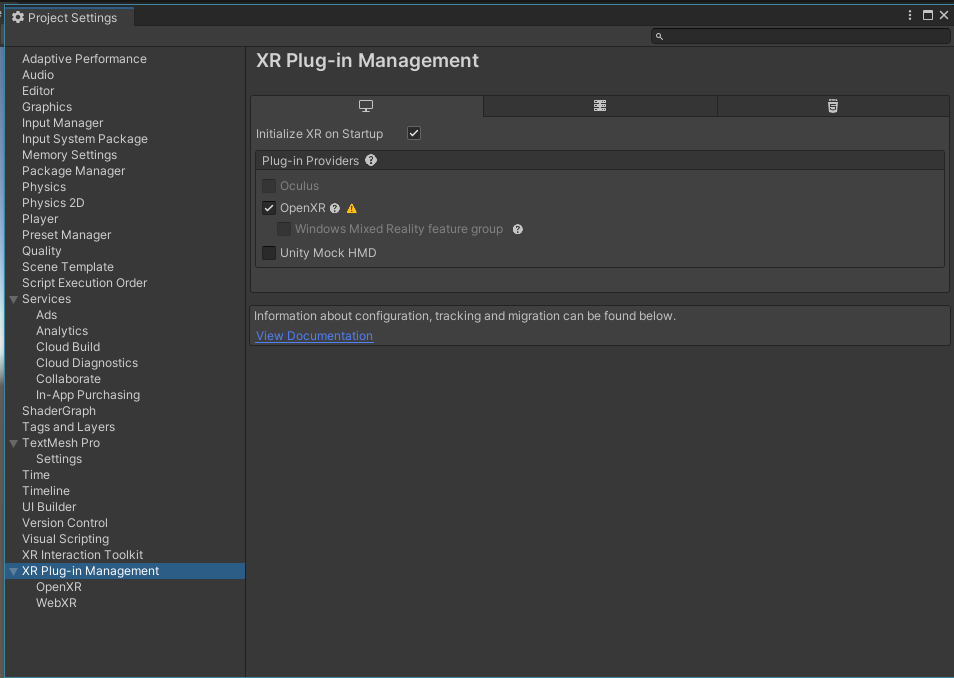 Project Settings
Adaptive Performance
Audio
Editor
Graphics
Input Manager
Input System Package
Memory Settings
Package Manager
Physics
Physics 2D
Player
Preset Manager
Quality
Scene Template
Script Execution Order
Services
Ads
Analytics
Cloud Build
Cloud Diagnostics
Collaborate
In-App Purchasing
ShaderGraph
Tags and Layers
TextMesh Pro
Settings
Time
Timeline
UI Builder
Version Control
Visual Scripting
XR Interaction Toolkit
XR Plug-in Management
OpenXR
WebXR
XR Plug-in Management
Initialize XR on Startup
Plug-in Providers
Oculus
OpenXR
Windows Mixed Reality feature group
Unity Mock HMD
Information about configuration, tracking and migration can be found below.
View Documentation